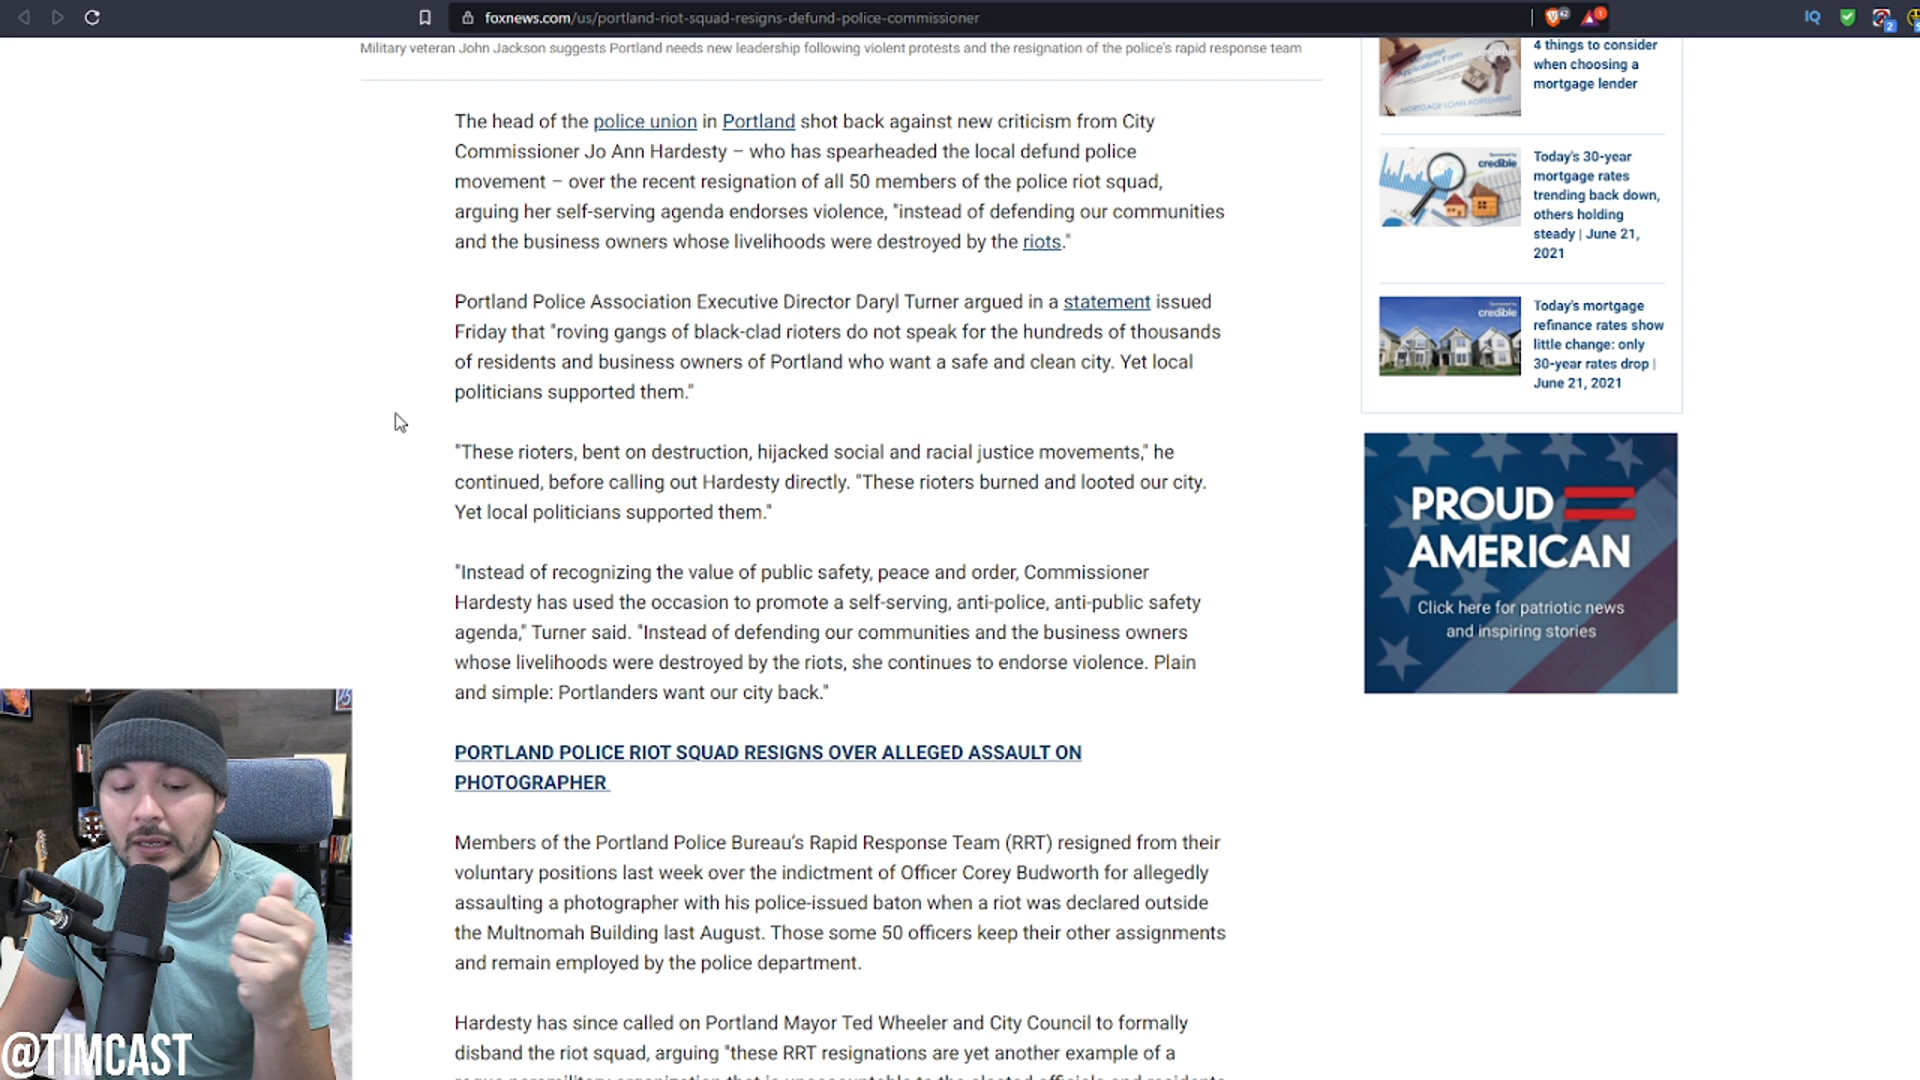 foxnews.com/us/portland-riot-squad-resigns-defund-police-commissioner
IQ
Military veteran John Jackson suggests Portland needs new leadership following violent protests and the resignation of the police's rapid response team
The head of the police union in Portland shot back against new criticism from City
Commissioner Jo Ann Hardesty – who has spearheaded the local defund police
movement – over the recent resignation of all 50 members of the police riot squad,
arguing her self-serving agenda endorses violence, "instead of defending our communities
and the business owners whose livelihoods were destroyed by the riots."
Portland Police Association Executive Director Daryl Turner argued in a statement issued
Friday that "roving gangs of black-clad rioters do not speak for the hundreds of thousands
of residents and business owners of Portland who want a safe and clean city. Yet local
politicians supported them."
"These rioters, bent on destruction, hijacked social and racial justice movements," he
continued, before calling out Hardesty directly. "These rioters burned and looted our city.
Yet local politicians supported them."
"Instead of recognizing the value of public safety, peace and order, Commissioner
Hardesty has used the occasion to promote a self-serving, anti-police, anti-public safety
agenda," Turner said. "Instead of defending our communities and the business owners
whose livelihoods were destroyed by the riots, she continues to endorse violence. Plain
and simple: Portlanders want our city back."
PORTLAND POLICE RIOT SQUAD RESIGNS OVER ALLEGED ASSAULT ON
PHOTOGRAPHER
Members of the Portland Police Bureau's Rapid Response Team (RRT) resigned from their
voluntary positions last week over the indictment of Officer Corey Budworth for allegedly
assaulting a photographer with his police-issued baton when a riot was declared outside
the Multnomah Building last August. Those some 50 officers keep their other assignments
and remain employed by the police department.
Hardesty has since called on Portland Mayor Ted Wheeler and City Council to formally
disband the riot squad, arguing "these RRT resignations are yet another example of a
4 things to consider
when choosing a
mortgage lender
credible
Today's 30-year
mortgage rates
trending back down,
others holding
steady | June 21,
2021
credible
Today's mortgage
refinance rates show
little change: only
30-year rates drop |
June 21, 2021
PROUD
AMERICAN
Click here for patriotic news
and inspiring stories
@TIMCAST